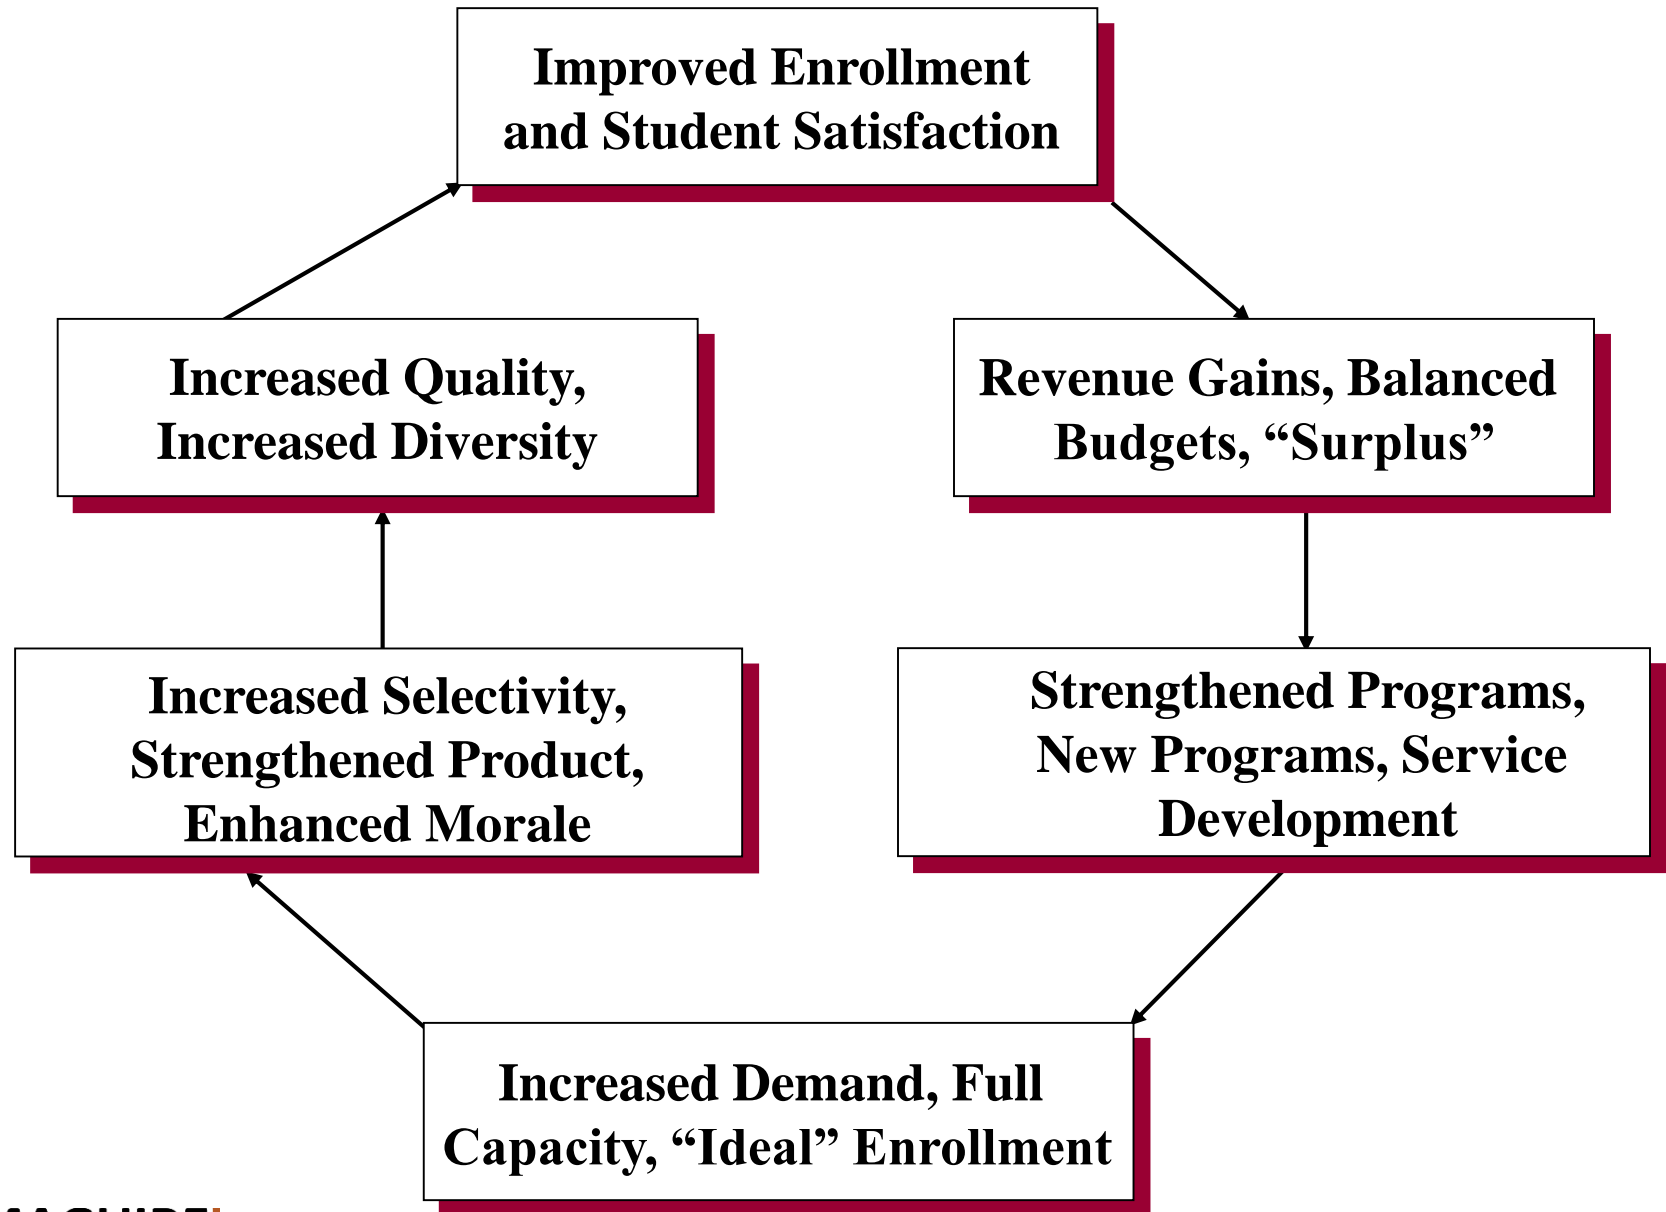 Improved Enrollment
and Student Satisfaction
Increased Quality,
Increased Diversity
Revenue Gains, Balanced
Budgets, “Surplus”
Increased Selectivity,
Strengthened Product,
Enhanced Morale
Strengthened Programs,
New Programs, Service
Development
Increased Demand, Full
Capacity, “Ideal” Enrollment